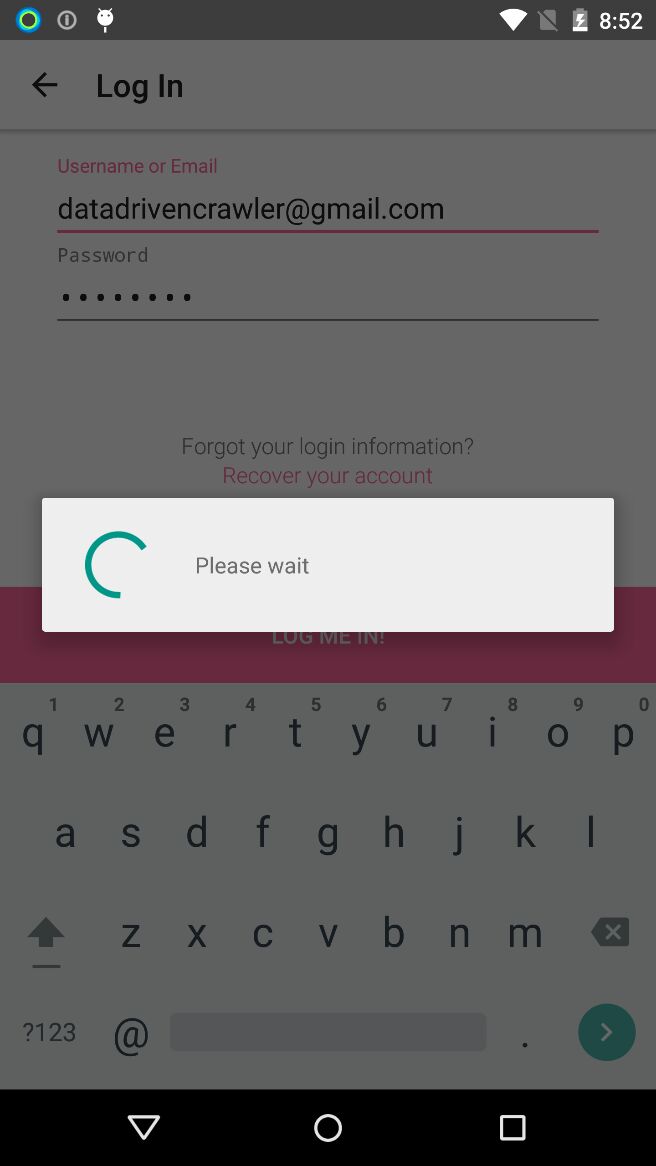 8:52
Log In
Username or Email
datadrivencrawler@gmail.com
Password
••••••••
Forgot your login information?
Recover your account
Please wait
LOG ME IN!
1 2 3 4 5 6 7 8 9 0
q w e r t y u i o p
a s d f g h j k l
z x c v b n m
?123 @ .